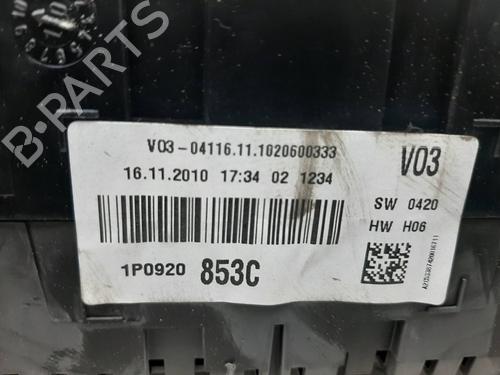 B-PARTS
V03-04116.11.1020600333
V03
16.11.2010 17:34 02 1234
SW 0420
HW H06
1P0920 853C